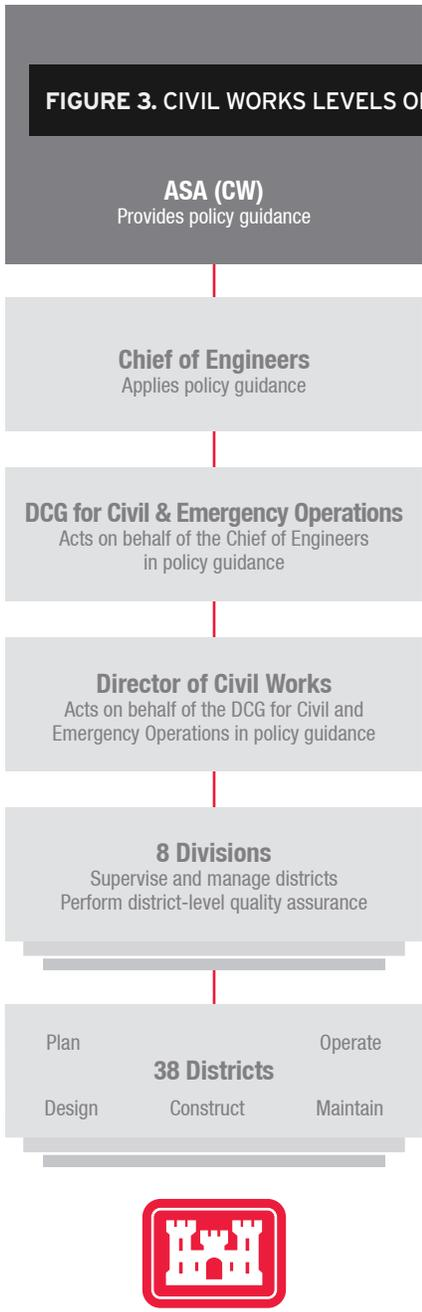 FIGURE 3. CIVIL WORKS LEVELS
ASA (CW)
Provides policy guidance
Chief of Engineers
Applies policy guidance
DCG for Civil & Emergency Operations
Acts on behalf of the Chief of Engineers
in policy guidance
Director of Civil Works
Acts on behalf of the DCG for Civil and
Emergency Operations in policy guidance
8 Divisions
Supervise and manage districts
Perform district-level quality assurance
Plan Operate
38 Districts
Design Construct Maintain